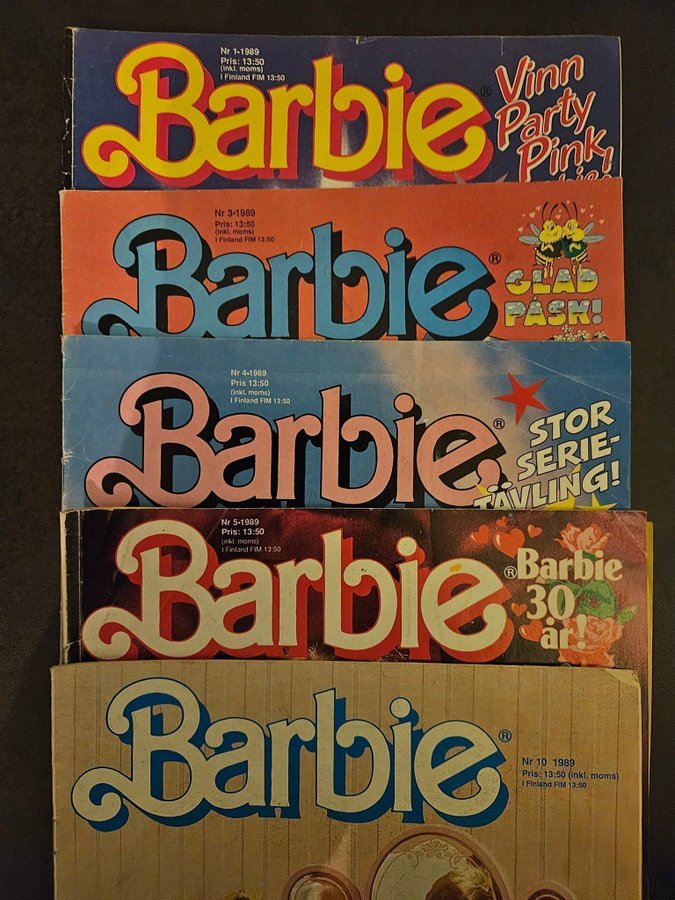 Nr 1•1989
Pris: 13:50
(inkl. moms)
I Finland FIM 13:50
Barbie®
Vinn
Party
Pink
Nr 3•1989
Pris: 13:50
(inkl. moms)
I Finland FIM 13:50
Barbie®
GLAD
PÅSK!
Nr 4•1989
Pris 13:50
(inkl. moms)
I Finland FIM 13:50
Barbie®
STOR
SERIE-
TÄVLING!
Nr 5•1989
Pris: 13:50
(inkl. moms)
I Finland FIM 13:50
Barbie®
Barbie
30
år!
Barbie®
Nr 10 1989
Pris: 13:50 (inkl. moms)
I Finland FIM 13:50